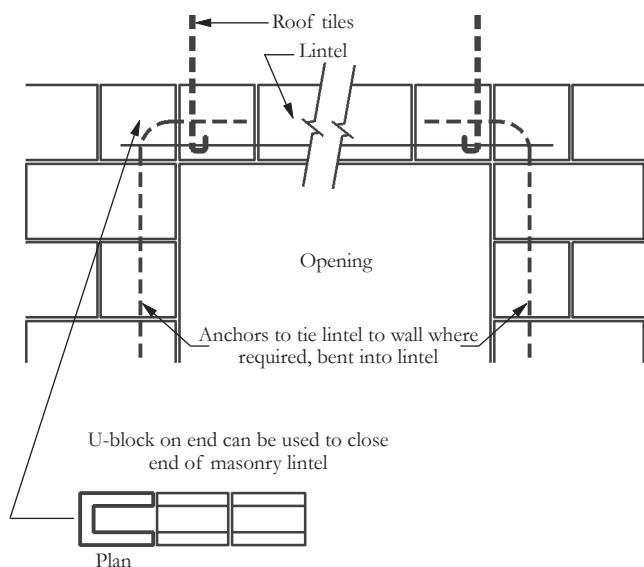 Roof tiles
Lintel
Opening
Anchors to tie lintel to wall where
required, bent into lintel
U-block on end can be used to close
end of masonry lintel
Plan